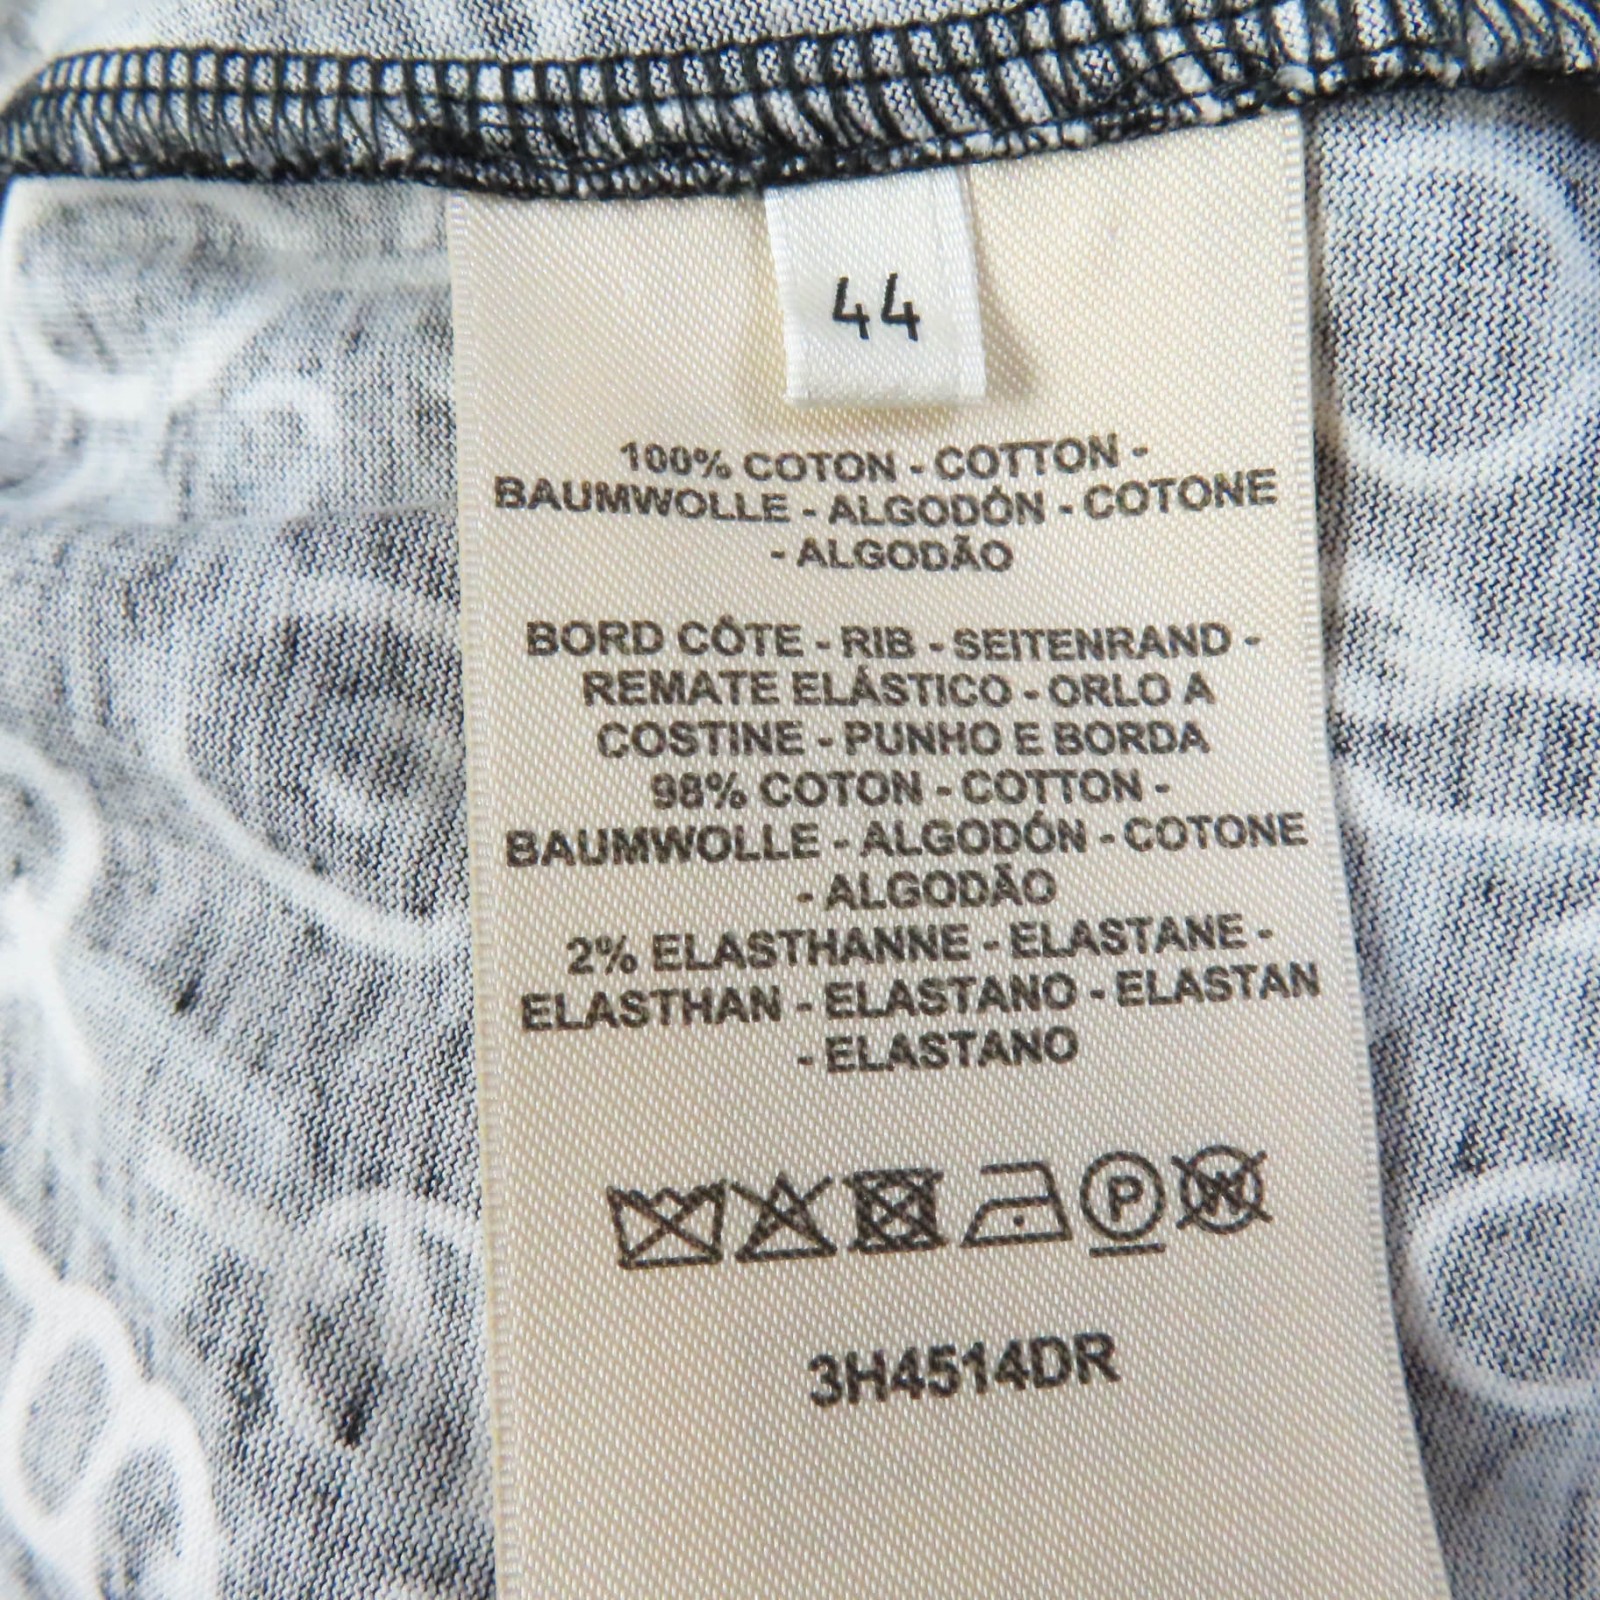 44
100% COTON - COTTON -
BAUMWOLLE - ALGODÓN - COTONE
- ALGODÃO
BORD CÔTE - RIB - SEITENRAND -
REMATE ELÁSTICO - ORLO A
COSTINE - PUNHO E BORDA
98% COTON - COTTON -
BAUMWOLLE - ALGODÓN - COTONE
- ALGODÃO
2% ELASTHANNE - ELASTANE -
ELASTHAN - ELASTANO - ELASTAN
- ELASTANO
P W
3H4514DR